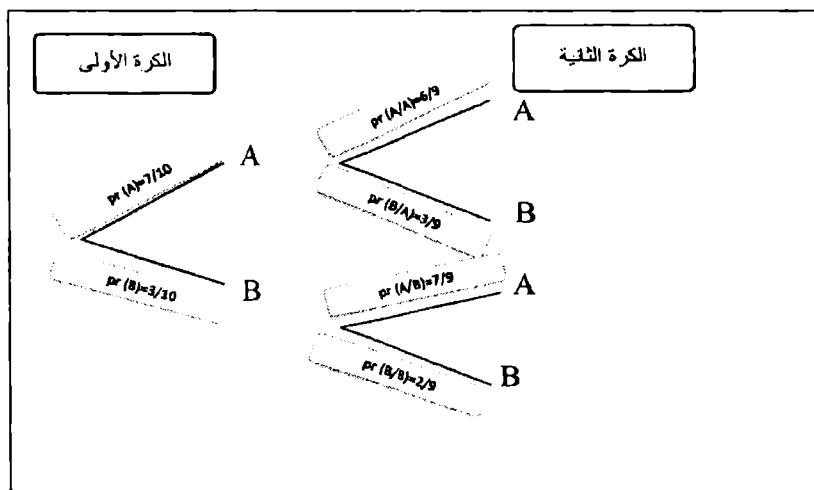 الكرة الأولى
الكرة الثانية
pr (A)=7/10
A
pr (B)=3/10
B
pr (A/A)=6/9
A
pr (B/A)=3/9
B
pr (A/B)=7/9
A
pr (B/B)=2/9
B